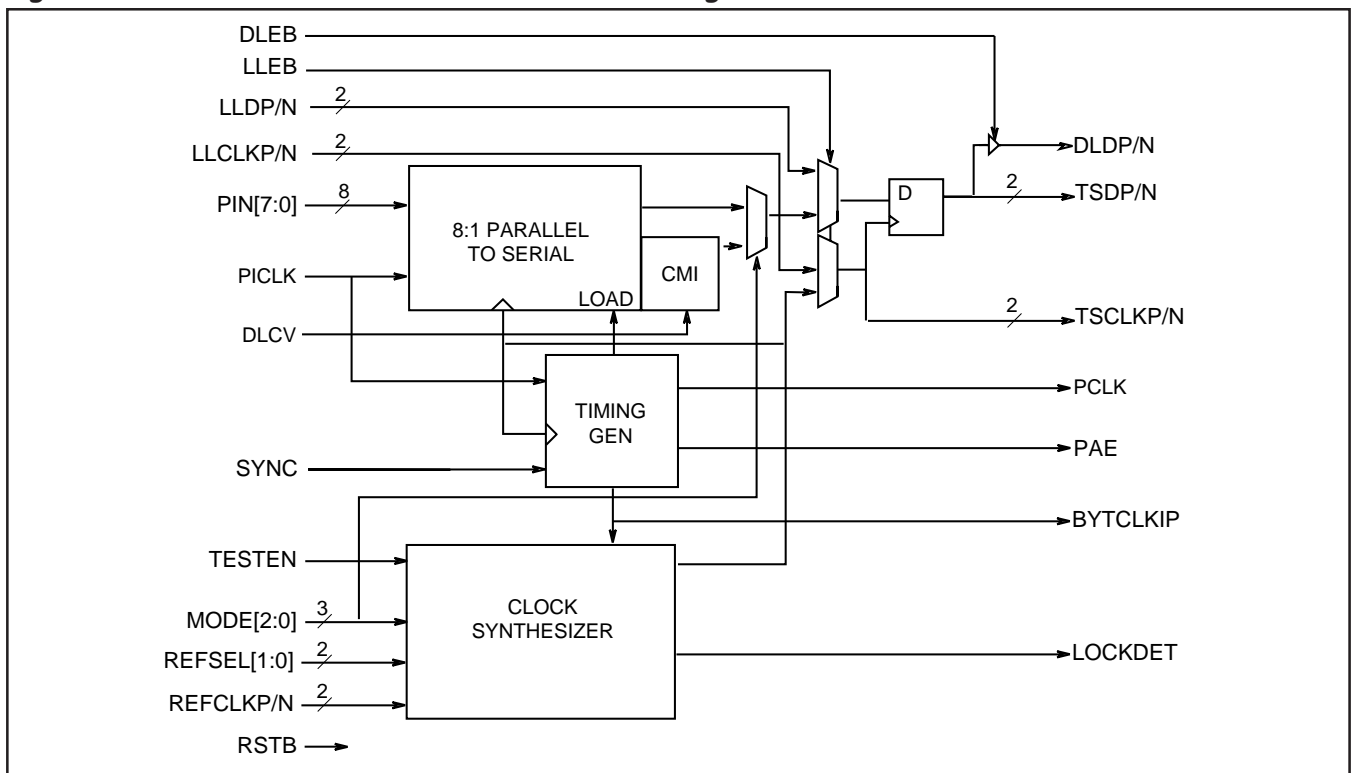 DLEB
LLEB
LLDP/N
2
LLCLKP/N
2
PIN[7:0]
8
PICLK
DLCV
SYNC
TESTEN
MODE[2:0]
3
REFSEL[1:0]
2
REFCLKP/N
2
RSTB
8:1 PARALLEL
TO SERIAL
LOAD
CMI
TIMING
GEN
CLOCK
SYNTHESIZER
D
DLDP/N
2
TSDP/N
2
TSCLKP/N
PCLK
PAE
BYTCLKIP
LOCKDET